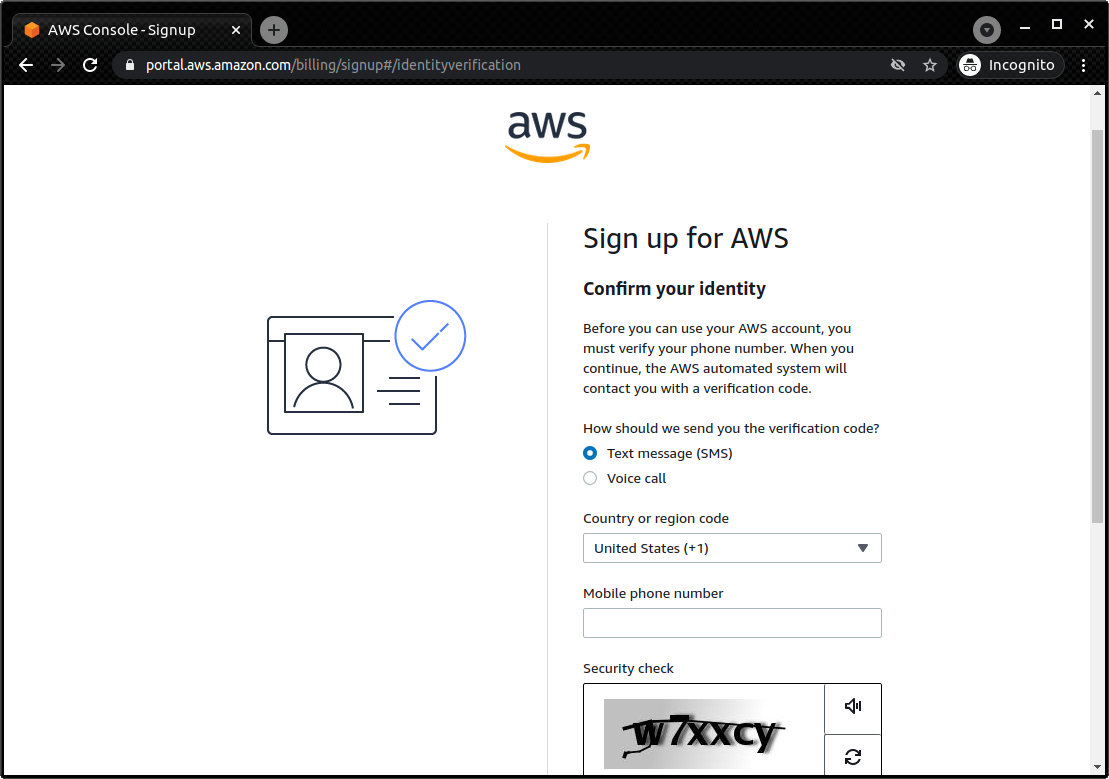 AWS Console - Signup
portal.aws.amazon.com/billing/signup#/identityverification
Incognito
aws
Sign up for AWS
Confirm your identity
Before you can use your AWS account, you
must verify your phone number. When you
continue, the AWS automated system will
contact you with a verification code.
How should we send you the verification code?
Text message (SMS)
Voice call
Country or region code
United States (+1)
Mobile phone number
Security check
w7xxcy